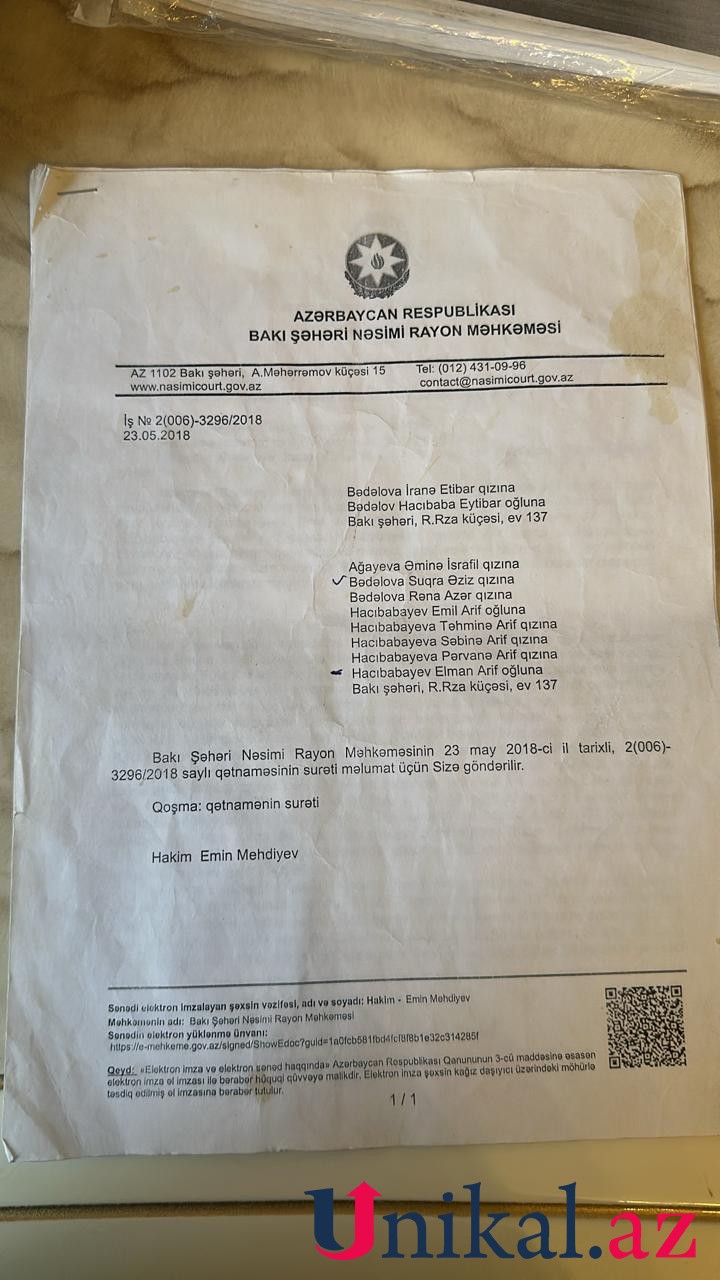 AZƏRBAYCAN RESPUBLİKASI
BAKI ŞƏHƏRİ NƏSİMİ RAYON MƏHKƏMƏSİ
AZ 1102 Bakı şəhəri, A.Məhərrəmov küçəsi 15 Tel: (012) 431-09-96
www.nasimicourt.gov.az contact@nasimicourt.gov.az
İş № 2(006)-3296/2018
23.05.2018
Bədəlova İranə Etibar qızına
Bədəlov Hacıbaba Eytibar oğluna
Bakı şəhəri, R.Rza küçəsi, ev 137
Ağayeva Əminə İsrafil qızına
Bədəlova Suqra Əziz qızına
Bədəlova Rəna Azər qızına
Hacıbabayev Emil Arif oğluna
Hacıbabayeva Təhminə Arif qızına
Hacıbabayeva Səbinə Arif qızına
Hacıbabayeva Pərvanə Arif qızına
Hacıbabayev Elman Arif oğluna
Bakı şəhəri, R.Rza küçəsi, ev 137
Bakı Şəhəri Nəsimi Rayon Məhkəməsinin 23 may 2018-ci il tarixli, 2(006)-
3296/2018 saylı qətnaməsinin surəti məlumat üçün Sizə göndərilir.
Qoşma: qətnamənin surəti
Hakim Emin Mehdiyev
Sənədi elektron imzalayan şəxsin vəzifəsi, adı və soyadı: Hakim - Emin Mehdiyev
Məhkəmənin adı: Bakı Şəhəri Nəsimi Rayon Məhkəməsi
Sənədin elektron yüklənmə ünvanı:
https://e-mehkeme.gov.az/signed/ShowEdoc?guid=1a0fcb581fbd4fcf8f8b1e32c314285f
Qeyd: «Elektron imza və elektron sənəd haqqında» Azərbaycan Respublikası Qanununun 3-cü maddəsinə əsasən
elektron imza əl imzası ilə bərabər hüquqi qüvvəyə malikdir. Elektron imza şəxsin kağız daşıyıcı üzərindəki möhürlə
təsdiq edilmiş əl imzasına bərabər tutulur.
1 / 1
Unikal.az